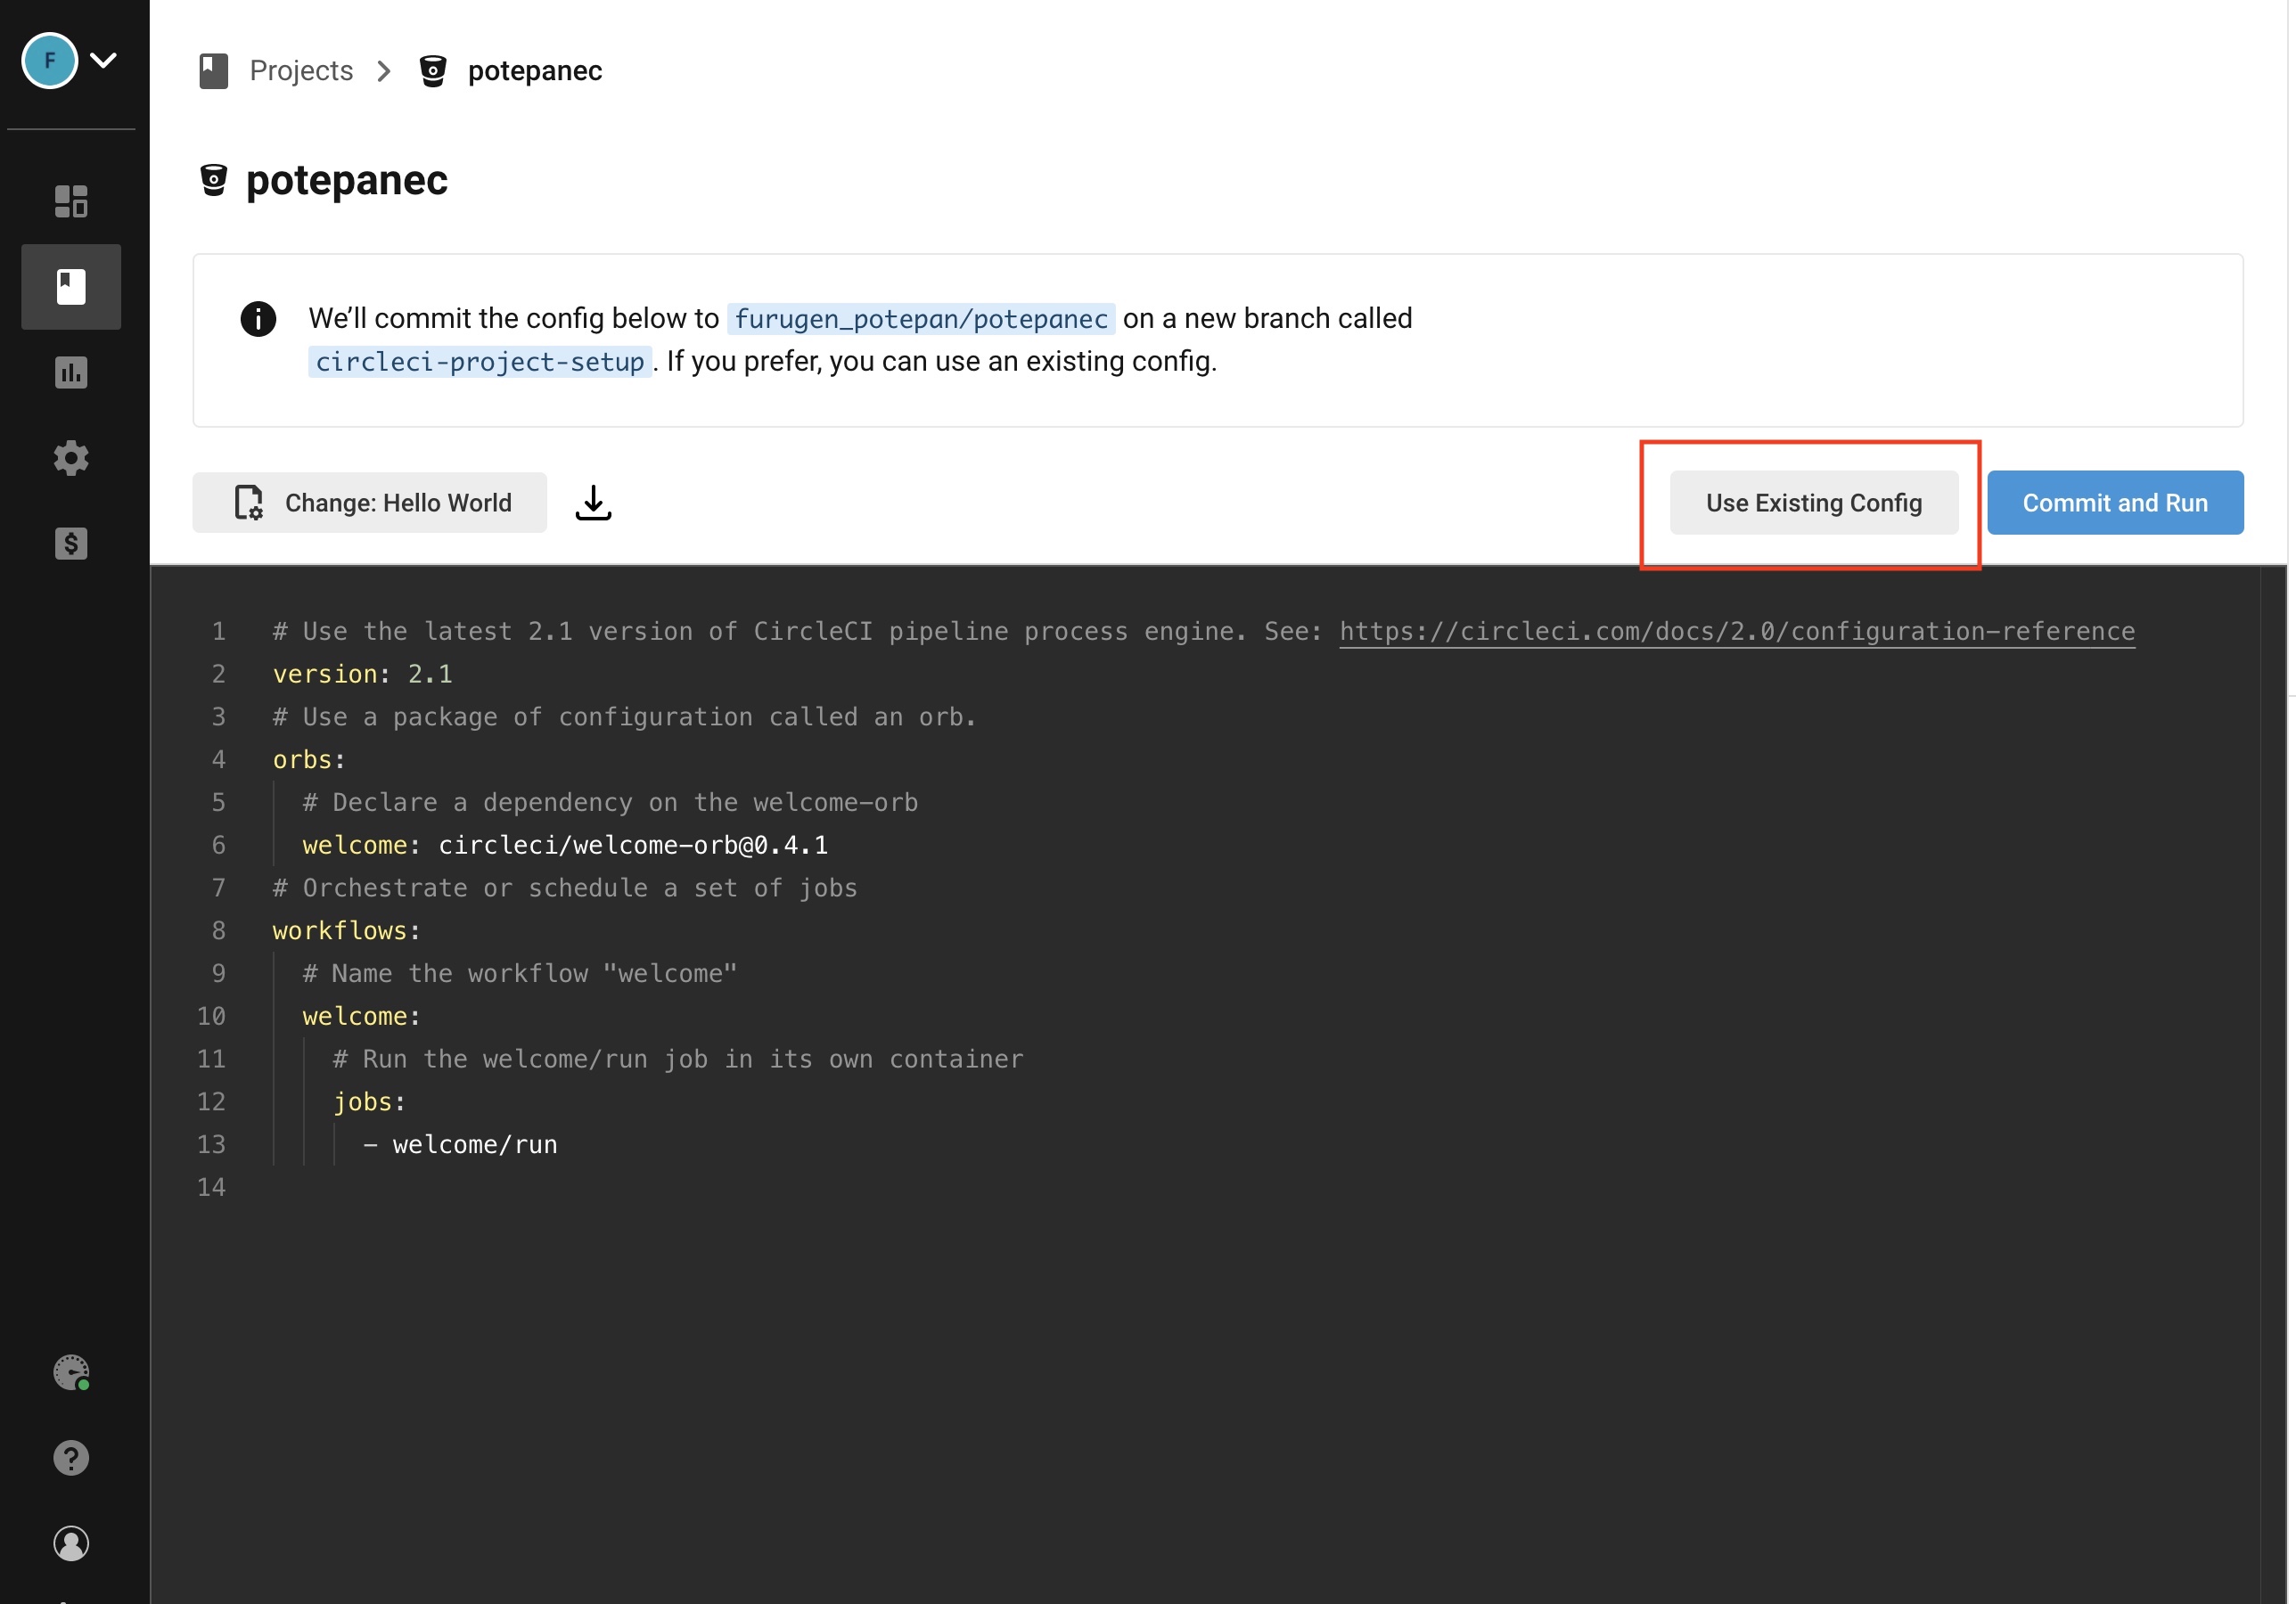 F
Projects > potepanec
potepanec
We’ll commit the config below to furugen_potepan/potepanec on a new branch called
circleci-project-setup. If you prefer, you can use an existing config.
Change: Hello World
Use Existing Config
Commit and Run
1 # Use the latest 2.1 version of CircleCI pipeline process engine. See: https://circleci.com/docs/2.0/configuration-reference
2 version: 2.1
3 # Use a package of configuration called an orb.
4 orbs:
5   # Declare a dependency on the welcome-orb
6   welcome: circleci/welcome-orb@0.4.1
7 # Orchestrate or schedule a set of jobs
8 workflows:
9   # Name the workflow "welcome"
10   welcome:
11     # Run the welcome/run job in its own container
12     jobs:
13       - welcome/run
14